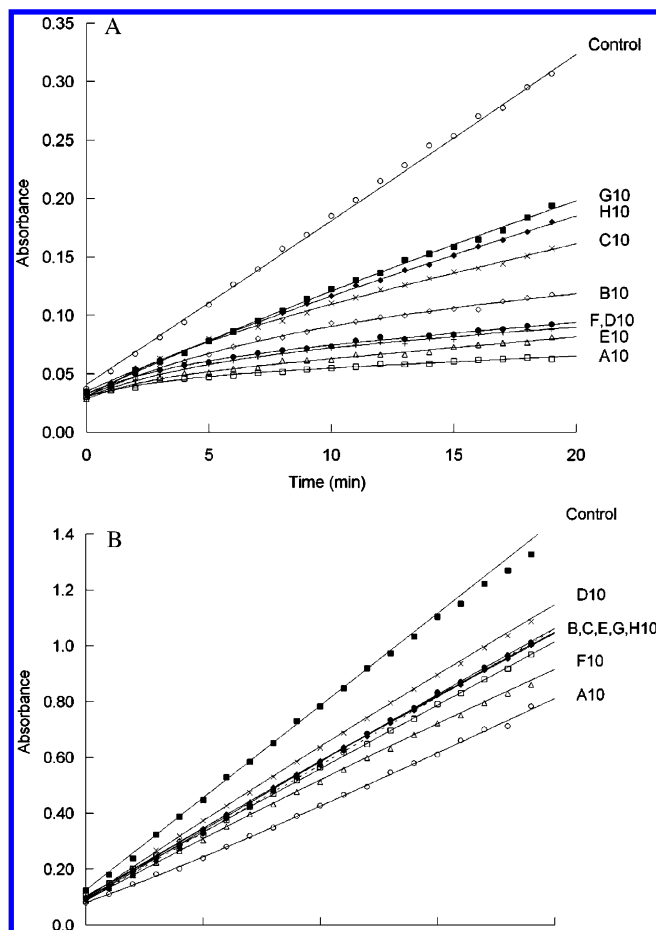 A
Absorbance
0.35
0.30
0.25
0.20
0.15
0.10
0.05
0.00
0
5
10
15
20
Time (min)
Control
G10
H10
C10
B10
F,D10
E10
A10
B
Absorbance
1.4
1.2
1.0
0.80
0.60
0.40
0.20
0.0
Control
D10
B,C,E,G,H10
F10
A10